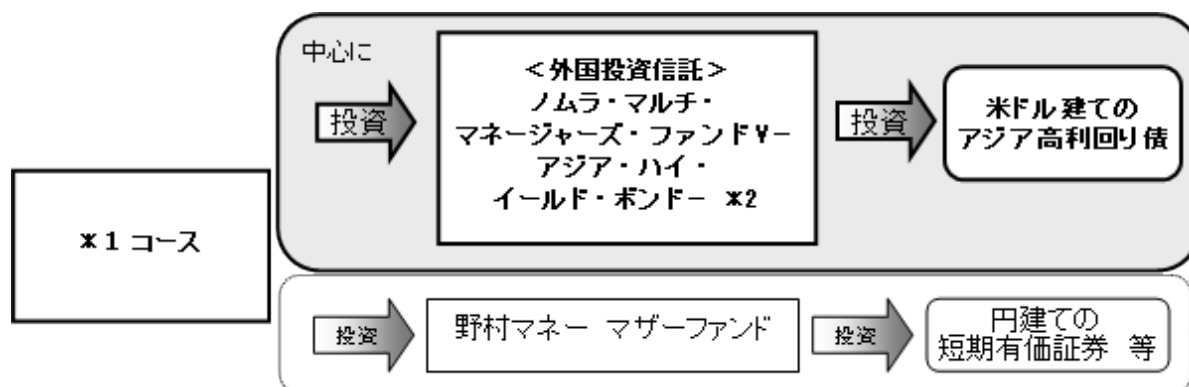 中心に
投資
<外国投資信託>
ノムラ・マルチ・
マネージャーズ・ファンドⅤ-
アジア・ハイ・
イールド・ボンド- *2
投資
米ドル建ての
アジア高利回り債
*1 コース
投資
野村マネー マザーファンド
投資
円建ての
短期有価証券 等